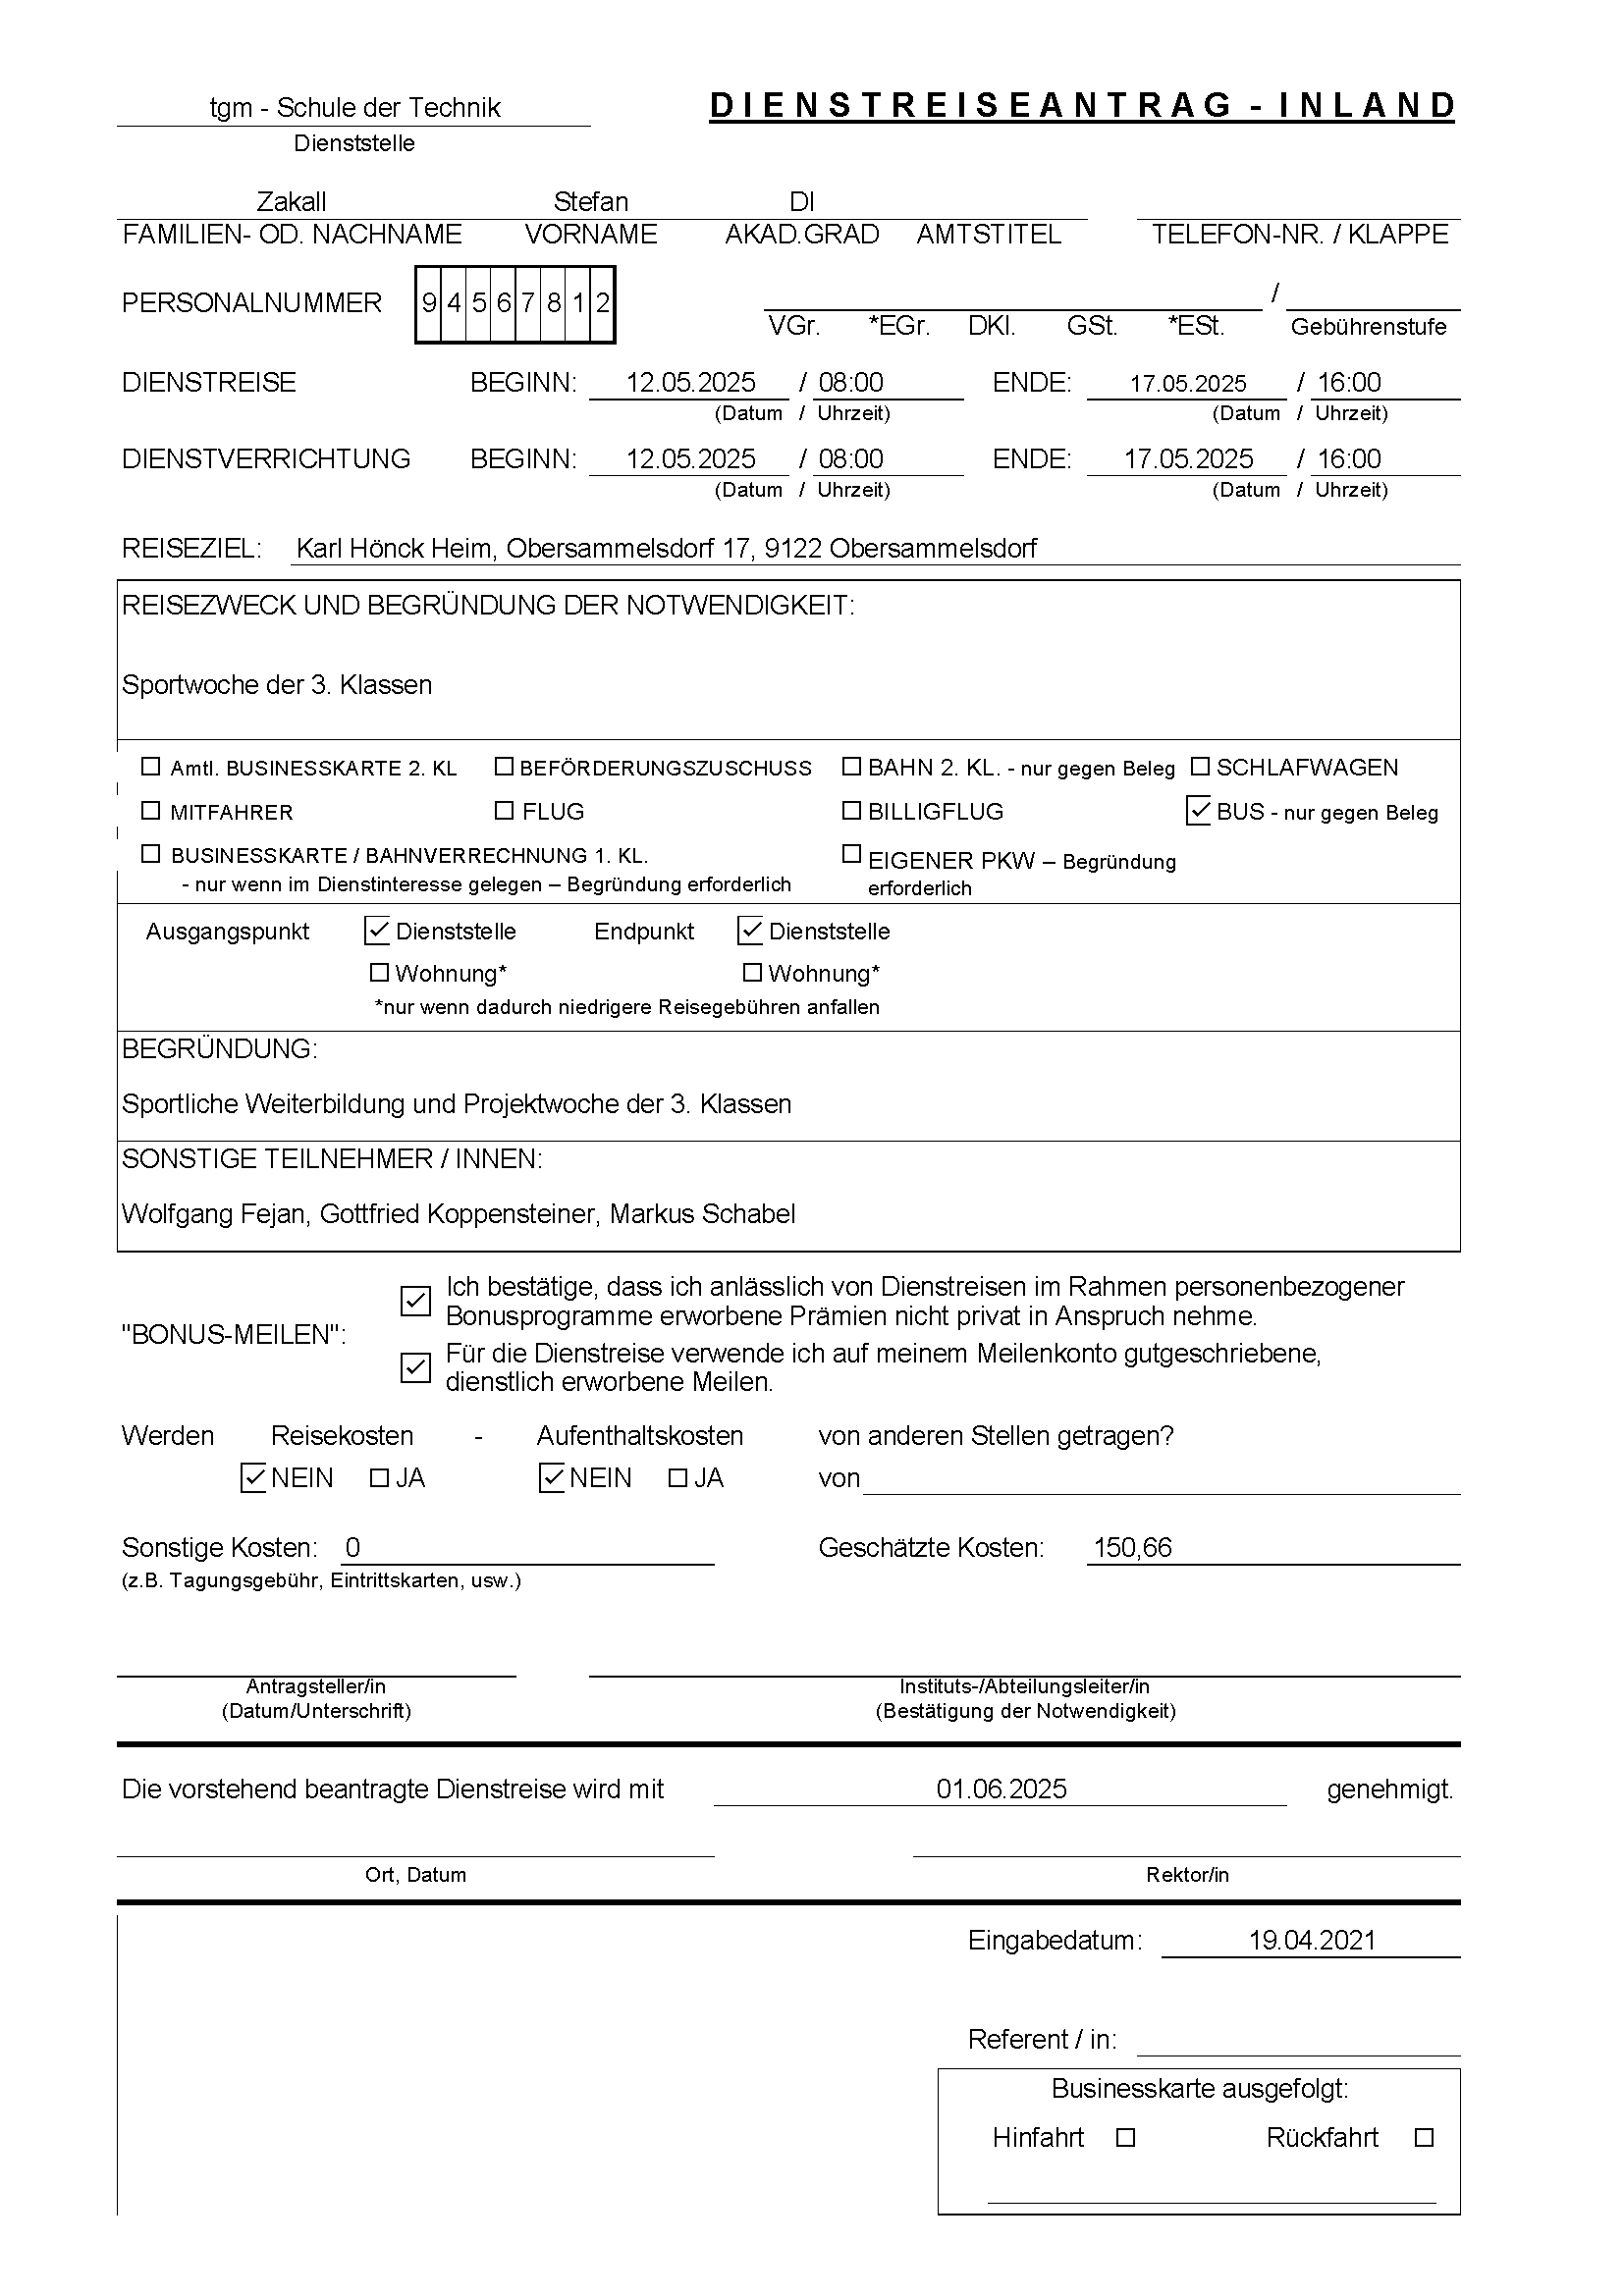 tgm - Schule der Technik
DIENSTREISEANTRAG - INLAND
Dienststelle
Zakall Stefan DI
FAMILIEN- OD. NACHNAME VORNAME AKAD.GRAD AMTSTITEL TELEFON-NR. / KLAPPE
PERSONALNUMMER 9 4 5 6 7 8 1 2 /
VGr. *EGr. DKl. GSt. *ESt. Gebührenstufe
DIENSTREISE BEGINN: 12.05.2025 / 08:00 ENDE: 17.05.2025 / 16:00
(Datum / Uhrzeit) (Datum / Uhrzeit)
DIENSTVERRICHTUNG BEGINN: 12.05.2025 / 08:00 ENDE: 17.05.2025 / 16:00
(Datum / Uhrzeit) (Datum / Uhrzeit)
REISEZIEL: Karl Hönck Heim, Obersammelsdorf 17, 9122 Obersammelsdorf
REISEZWECK UND BEGRÜNDUNG DER NOTWENDIGKEIT:
Sportwoche der 3. Klassen
Amtl. BUSINESSKARTE 2. KL BEFÖRDERUNGSZUSCHUSS BAHN 2. KL. - nur gegen Beleg SCHLAFWAGEN
MITFAHRER FLUG BILLIGFLUG BUS - nur gegen Beleg
BUSINESSKARTE / BAHNVERRECHNUNG 1. KL. EIGENER PKW – Begründung
- nur wenn im Dienstinteresse gelegen – Begründung erforderlich erforderlich
Ausgangspunkt Dienststelle Endpunkt Dienststelle
Wohnung* Wohnung*
*nur wenn dadurch niedrigere Reisegebühren anfallen
BEGRÜNDUNG:
Sportliche Weiterbildung und Projektwoche der 3. Klassen
SONSTIGE TEILNEHMER / INNEN:
Wolfgang Fejan, Gottfried Koppensteiner, Markus Schabel
Ich bestätige, dass ich anlässlich von Dienstreisen im Rahmen personenbezogener
Bonusprogramme erworbene Prämien nicht privat in Anspruch nehme.
"BONUS-MEILEN":
Für die Dienstreise verwende ich auf meinem Meilenkonto gutgeschriebene,
dienstlich erworbene Meilen.
Werden Reisekosten - Aufenthaltskosten von anderen Stellen getragen?
NEIN JA NEIN JA von
Sonstige Kosten: 0 Geschätzte Kosten: 150,66
(z.B. Tagungsgebühr, Eintrittskarten, usw.)
Antragsteller/in Instituts-/Abteilungsleiter/in
(Datum/Unterschrift) (Bestätigung der Notwendigkeit)
Die vorstehend beantragte Dienstreise wird mit 01.06.2025 genehmigt.
Ort, Datum Rektor/in
Eingabedatum: 19.04.2021
Referent / in:
Businesskarte ausgefolgt:
Hinfahrt Rückfahrt